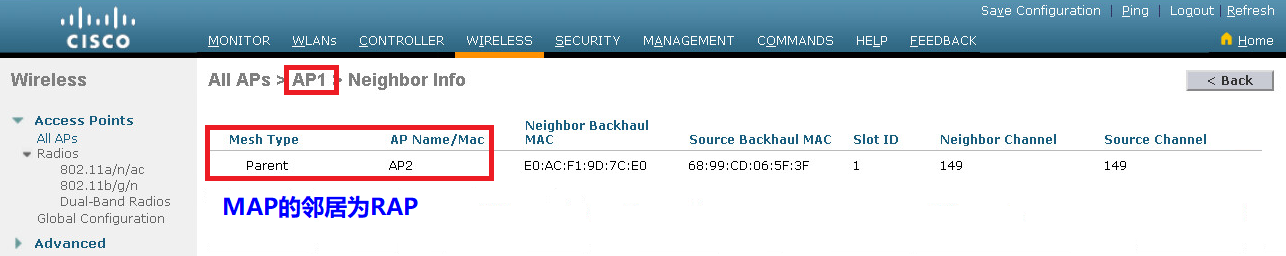 Save Configuration | Ping | Logout | Refresh
CISCO
MONITOR WLANs CONTROLLER WIRELESS SECURITY MANAGEMENT COMMANDS HELP FEEDBACK Home
Wireless
All APs > AP1 > Neighbor Info
< Back
Access Points
All APs
Radios
802.11a/n/ac
802.11b/g/n
Dual-Band Radios
Global Configuration
Advanced
Mesh Type AP Name/Mac Neighbor Backhaul MAC Source Backhaul MAC Slot ID Neighbor Channel Source Channel
Parent AP2 E0:AC:F1:9D:7C:E0 68:99:CD:06:5F:3F 1 149 149
MAP的邻居为RAP